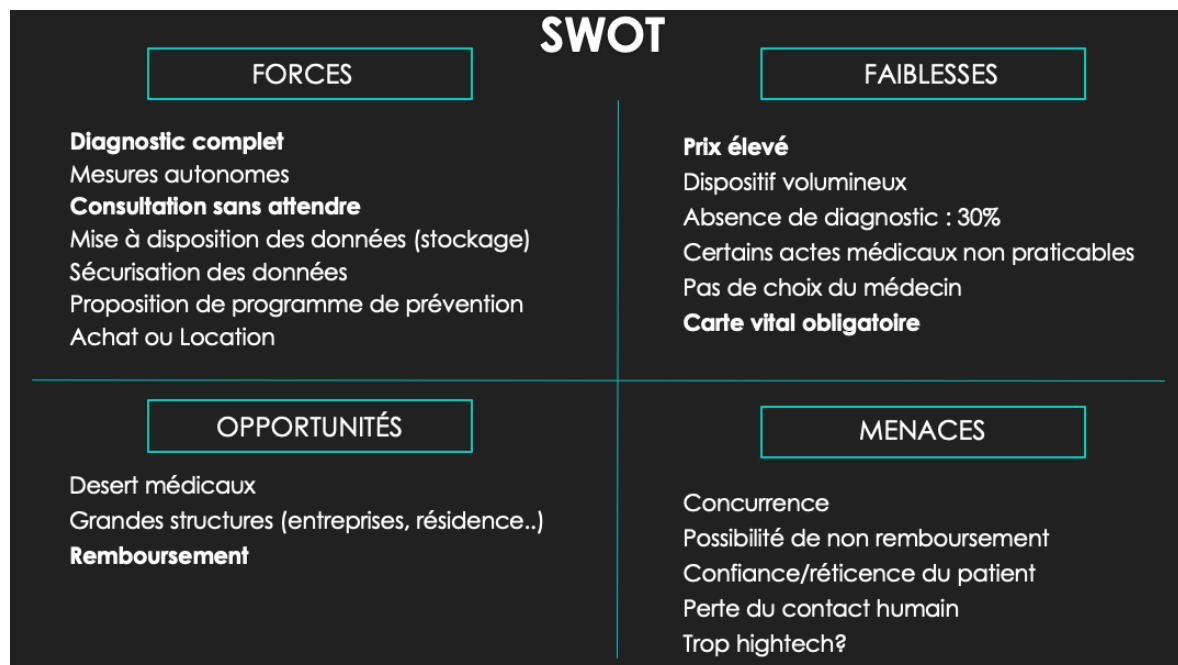 SWOT
FORCES
Diagnostic complet
Mesures autonomes
Consultation sans attendre
Mise à disposition des données (stockage)
Sécurisation des données
Proposition de programme de prévention
Achat ou Location
FAIBLESSES
Prix élevé
Dispositif volumineux
Absence de diagnostic : 30%
Certains actes médicaux non praticables
Pas de choix du médecin
Carte vital obligatoire
OPPORTUNITÉS
Desert médicaux
Grandes structures (entreprises, résidence..)
Remboursement
MENACES
Concurrence
Possibilité de non remboursement
Confiance/réticence du patient
Perte du contact humain
Trop hightech?